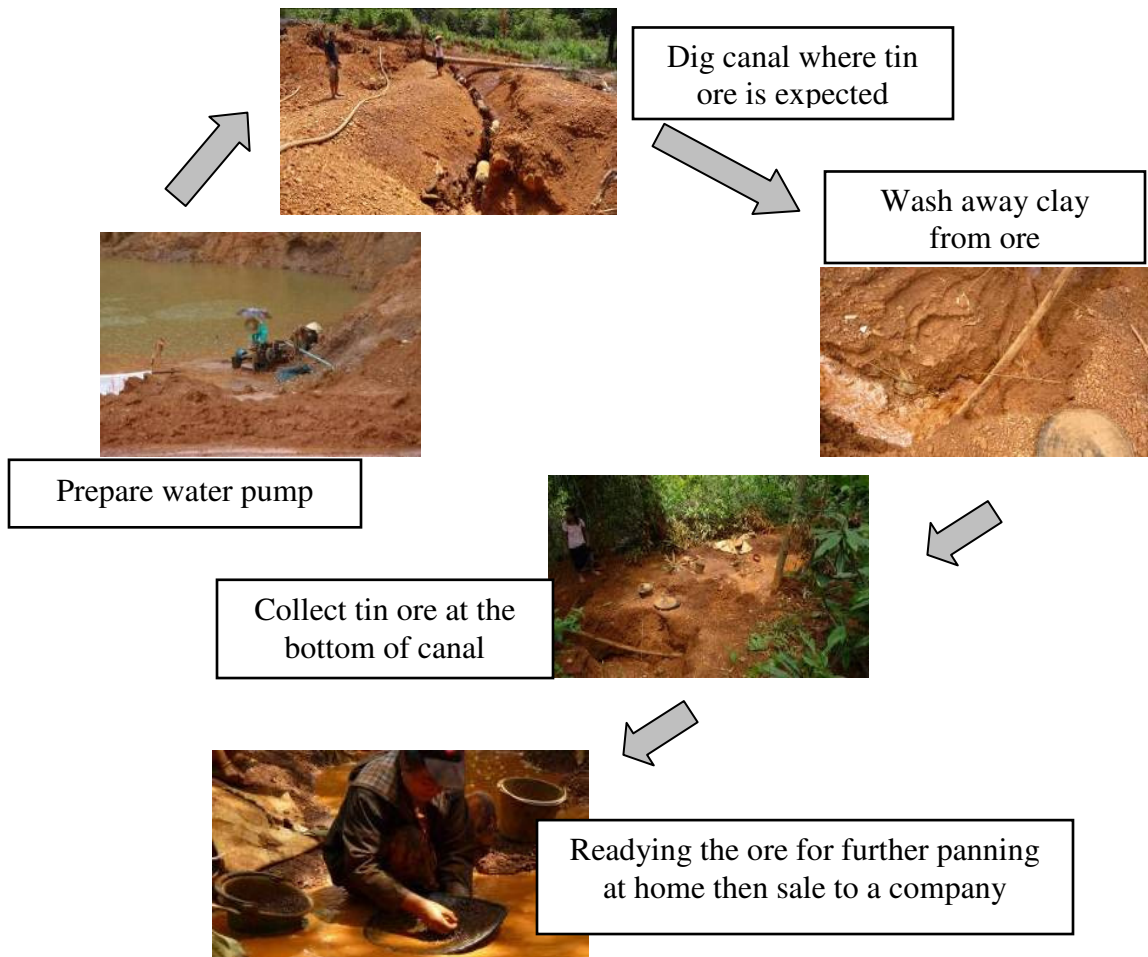 Dig canal where tin
ore is expected
Wash away clay
from ore
Prepare water pump
Collect tin ore at the
bottom of canal
Readying the ore for further panning
at home then sale to a company